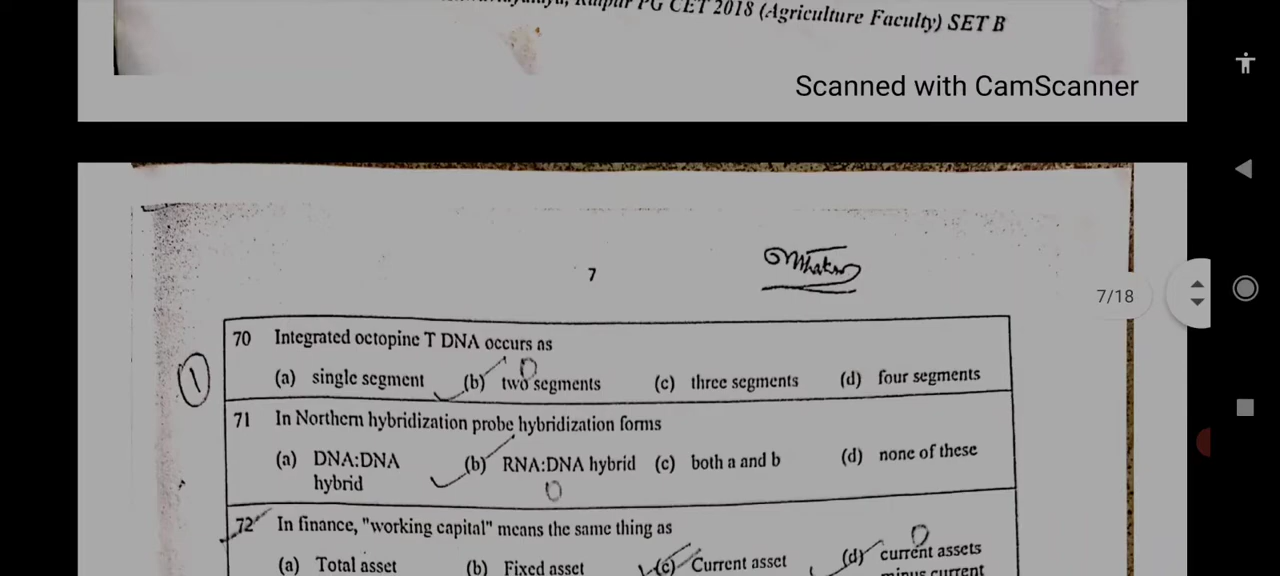 PG CET 2018 (Agriculture Faculty) SET B
Scanned with CamScanner
7
7/18
70 Integrated octopine T DNA occurs as
(a) single segment (b) two segments (c) three segments (d) four segments
1
71 In Northern hybridization probe hybridization forms
(a) DNA:DNA hybrid (b) RNA:DNA hybrid (c) both a and b (d) none of these
72 In finance, "working capital" means the same thing as
(a) Total asset (b) Fixed asset (c) Current asset (d) current assets
minus current